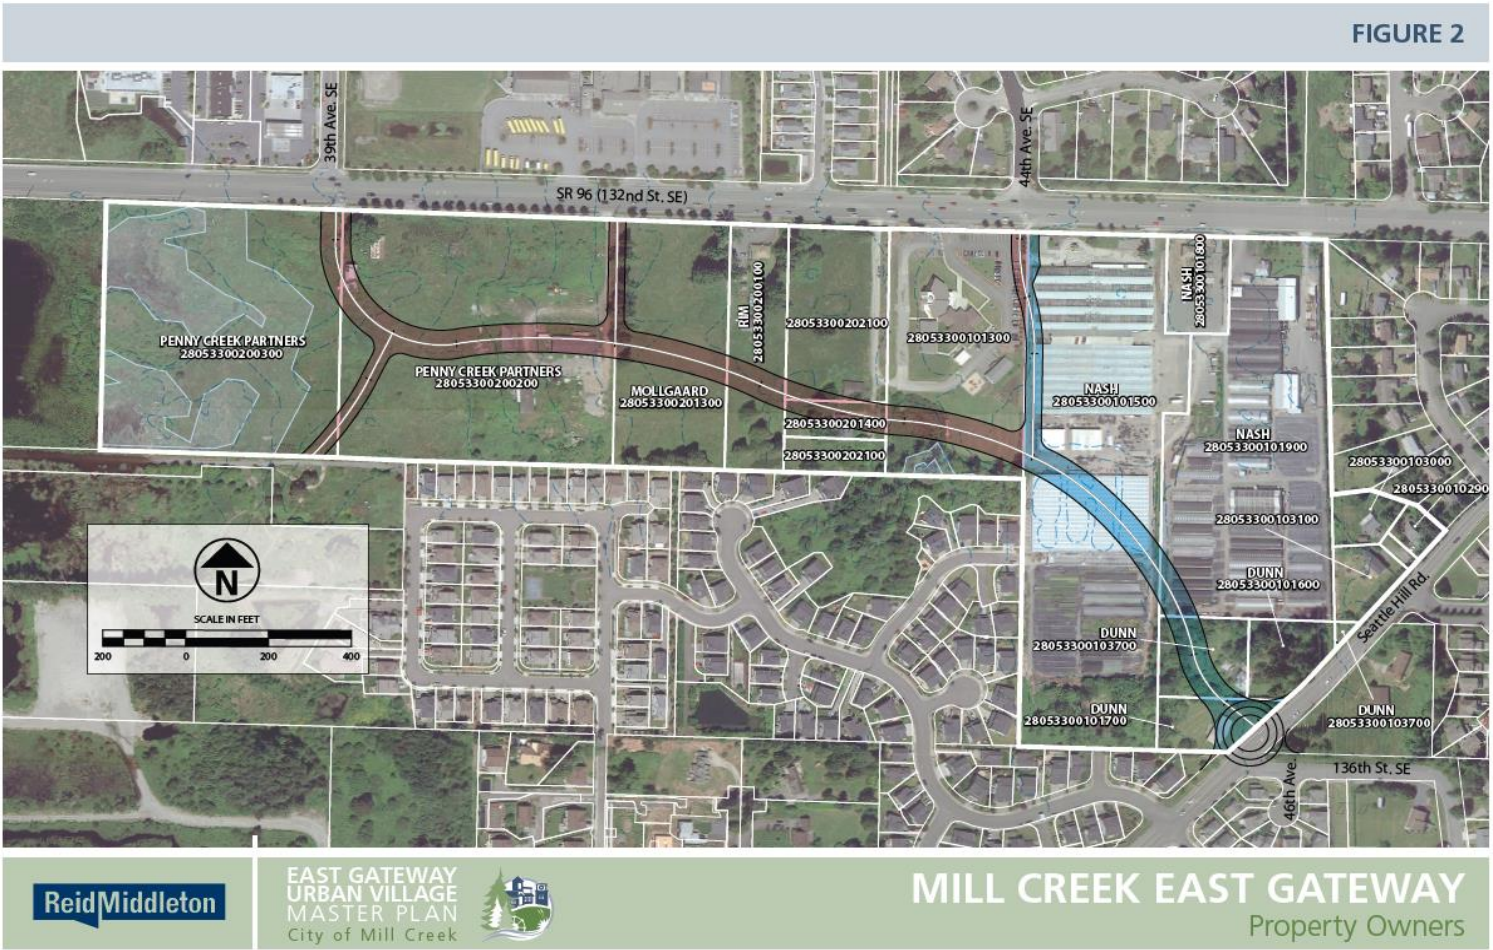 FIGURE 2
39th Ave. SE
44th Ave. SE
SR 96 (132nd St. SE)
PENNY CREEK PARTNERS
28053300200300
PENNY CREEK PARTNERS
28053300200200
MOLLGAARD
28053300201300
RIM
28053300200100
28053300202100
28053300201400
28053300202100
28053300101300
NASH
28053300101500
NASH
28053300101800
NASH
28053300101900
28053300103000
2805330010290
28053300103100
DUNN
28053300101600
DUNN
28053300103700
DUNN
28053300101700
DUNN
28053300103700
Seattle Hill Rd.
136th St. SE
46th Ave.
N
SCALE IN FEET
200 0 200 400
ReidMiddleton
EAST GATEWAY
URBAN VILLAGE
MASTER PLAN
City of Mill Creek
MILL CREEK EAST GATEWAY
Property Owners